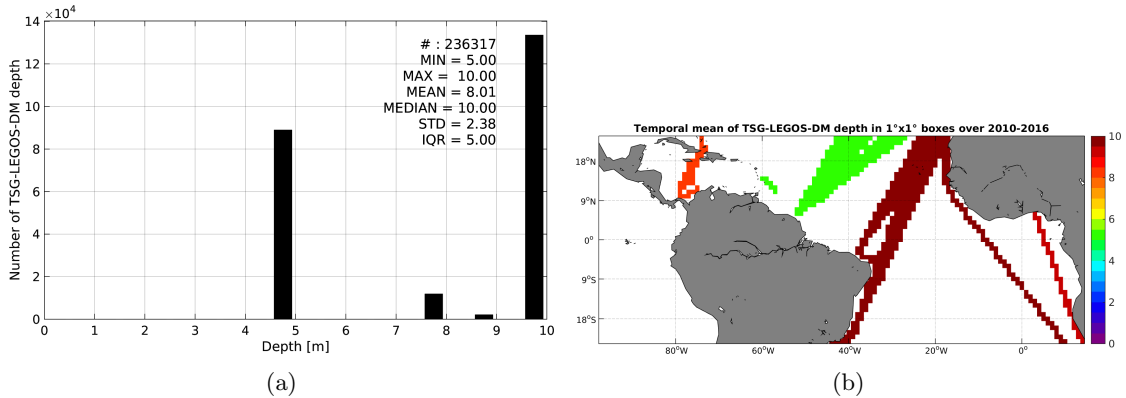 ×10⁴
14
12
10
8
6
4
2
0
Number of TSG-LEGOS-DM depth
# : 236317
MIN = 5.00
MAX = 10.00
MEAN = 8.01
MEDIAN = 10.00
STD = 2.38
IQR = 5.00
0 1 2 3 4 5 6 7 8 9 10
Depth [m]
(a)
Temporal mean of TSG-LEGOS-DM depth in 1°x1° boxes over 2010-2016
18°N
9°N
0°
9°S
18°S
80°W 60°W 40°W 20°W 0°
10
8
6
4
2
0
(b)